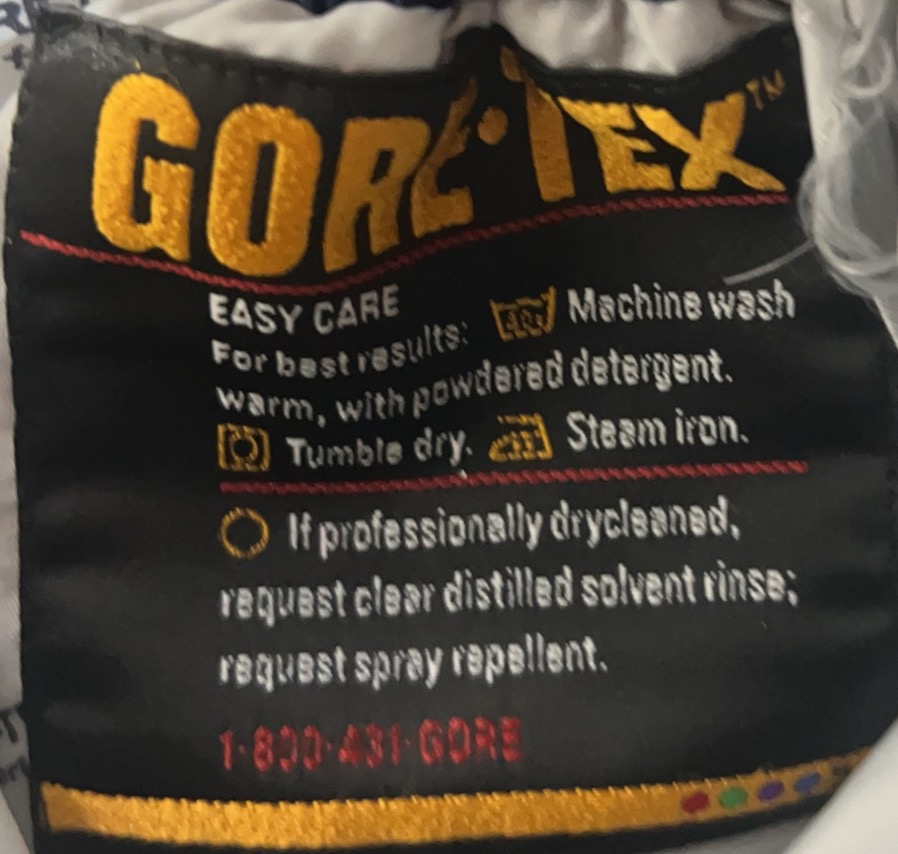 GORE·TEX™
EASY CARE
For best results: Machine wash
warm, with powdered detergent.
Tumble dry. Steam iron.
If professionally drycleaned,
request clear distilled solvent rinse;
request spray repellent.
1·800·431·GORE